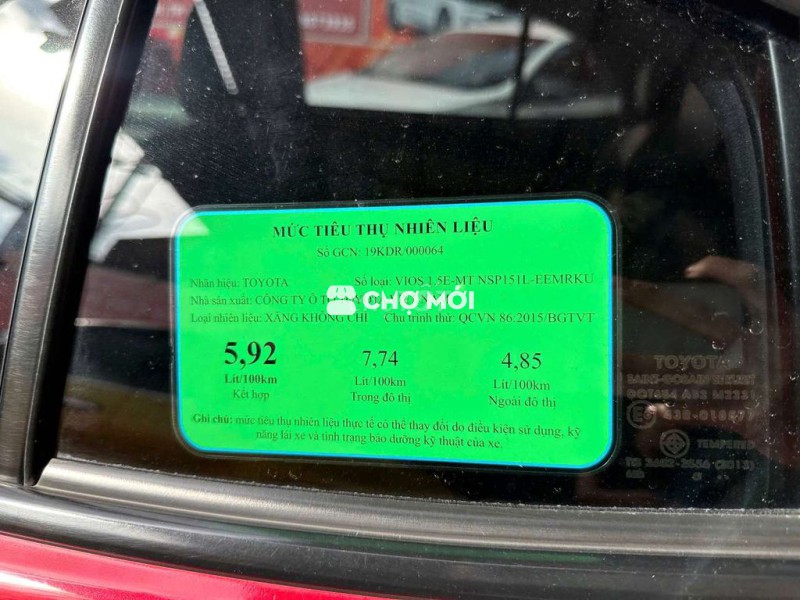 MỨC TIÊU THỤ NHIÊN LIỆU
Số GCN: 19KDR/000064
Nhãn hiệu: TOYOTA Số loại: VIOS 1.5E-MT NSP151L-EEMRKU
Nhà sản xuất: CÔNG TY Ô TÔ
CHỢ MỚI
Loại nhiên liệu: XĂNG KHÔNG CHÌ Chu trình thử: QCVN 86:2015/BGTVT
5,92 7,74 4,85
Lít/100km Lít/100km Lít/100km
Kết hợp Trong đô thị Ngoài đô thị
Ghi chú: mức tiêu thụ nhiên liệu thực tế có thể thay đổi do điều kiện sử dụng, kỹ
năng lái xe và tình trạng bảo dưỡng kỹ thuật của xe.
TOYOTA
TEMPERED